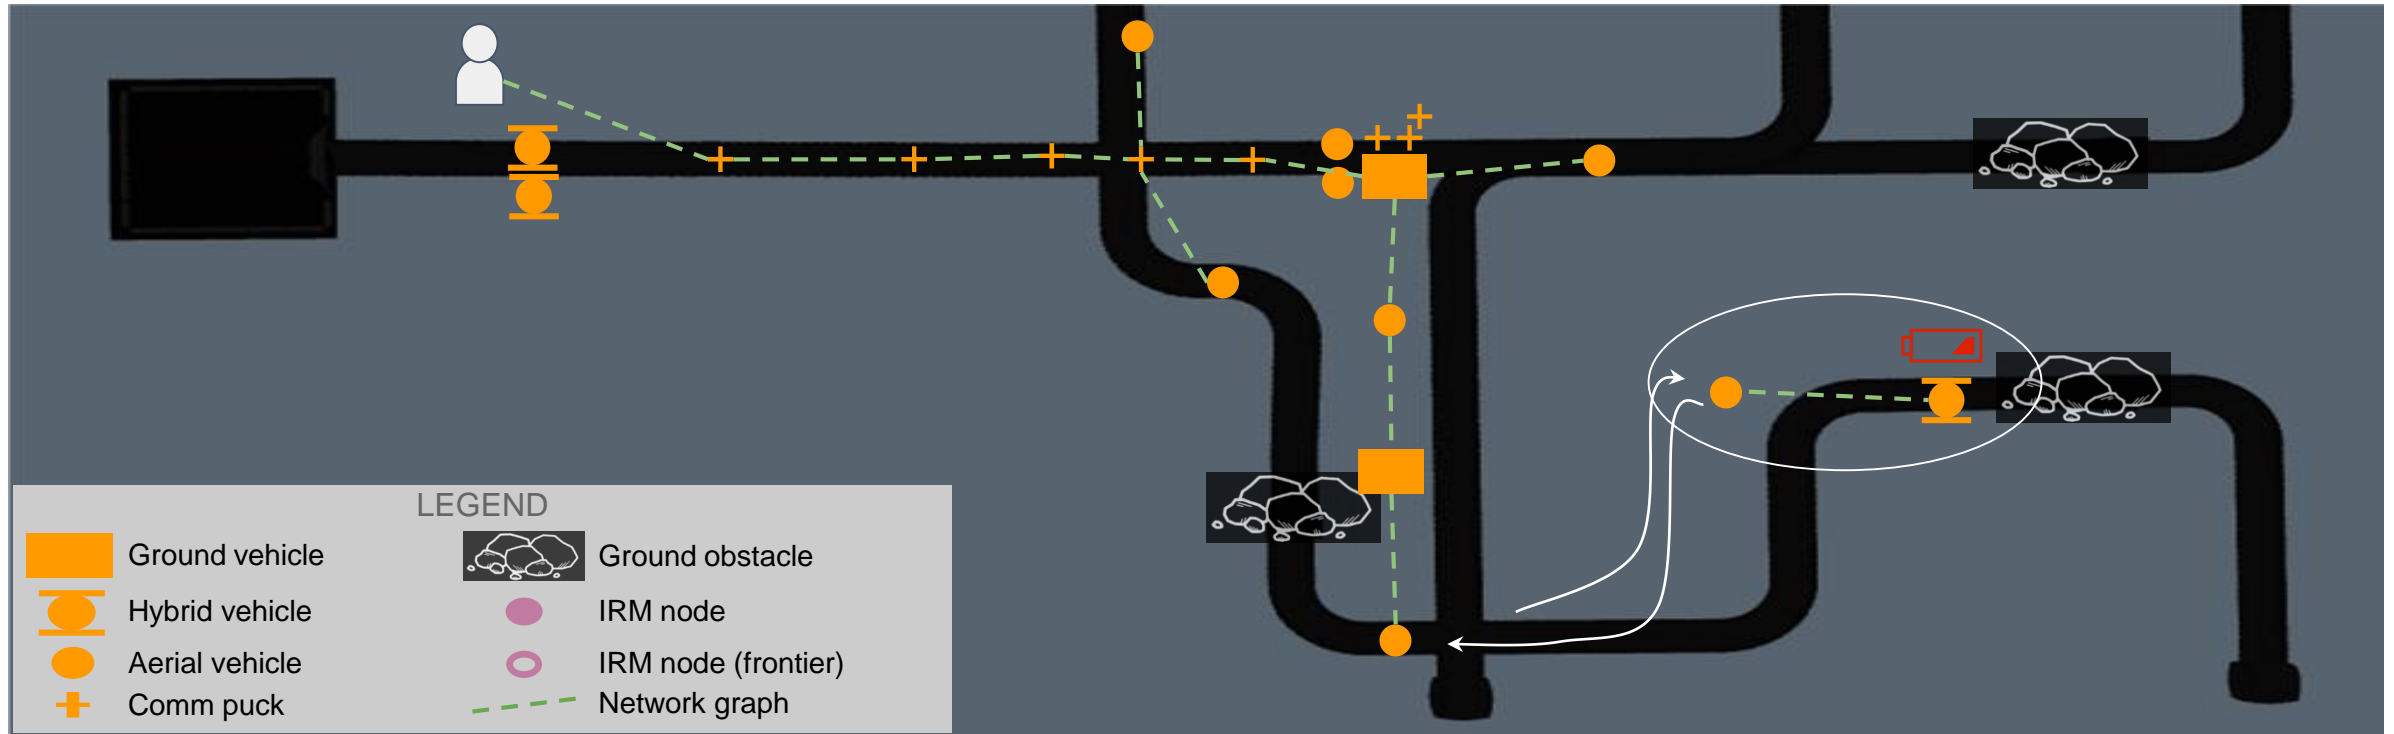 LEGEND
Ground vehicle
Hybrid vehicle
Aerial vehicle
Comm puck
Ground obstacle
IRM node
IRM node (frontier)
Network graph